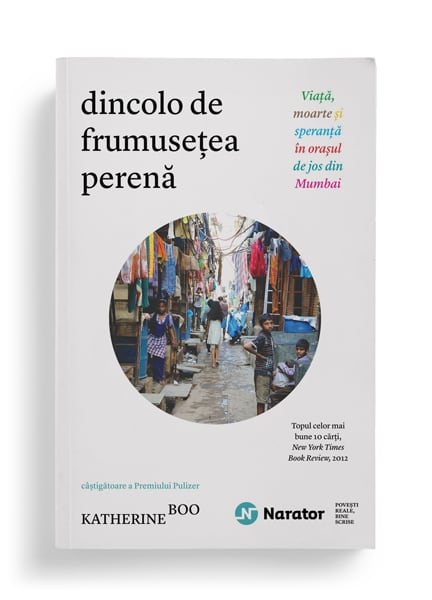 dincolo de
frumusețea
perenă
Viață,
moarte și
speranță
în orașul
de jos din
Mumbai
Topul celor mai
bune 10 cărți,
New York Times
Book Review, 2012
câștigătoare a Premiului Pulizer
KATHERINE BOO
N Narator
POVEȘTI
REALE,
BINE
SCRISE